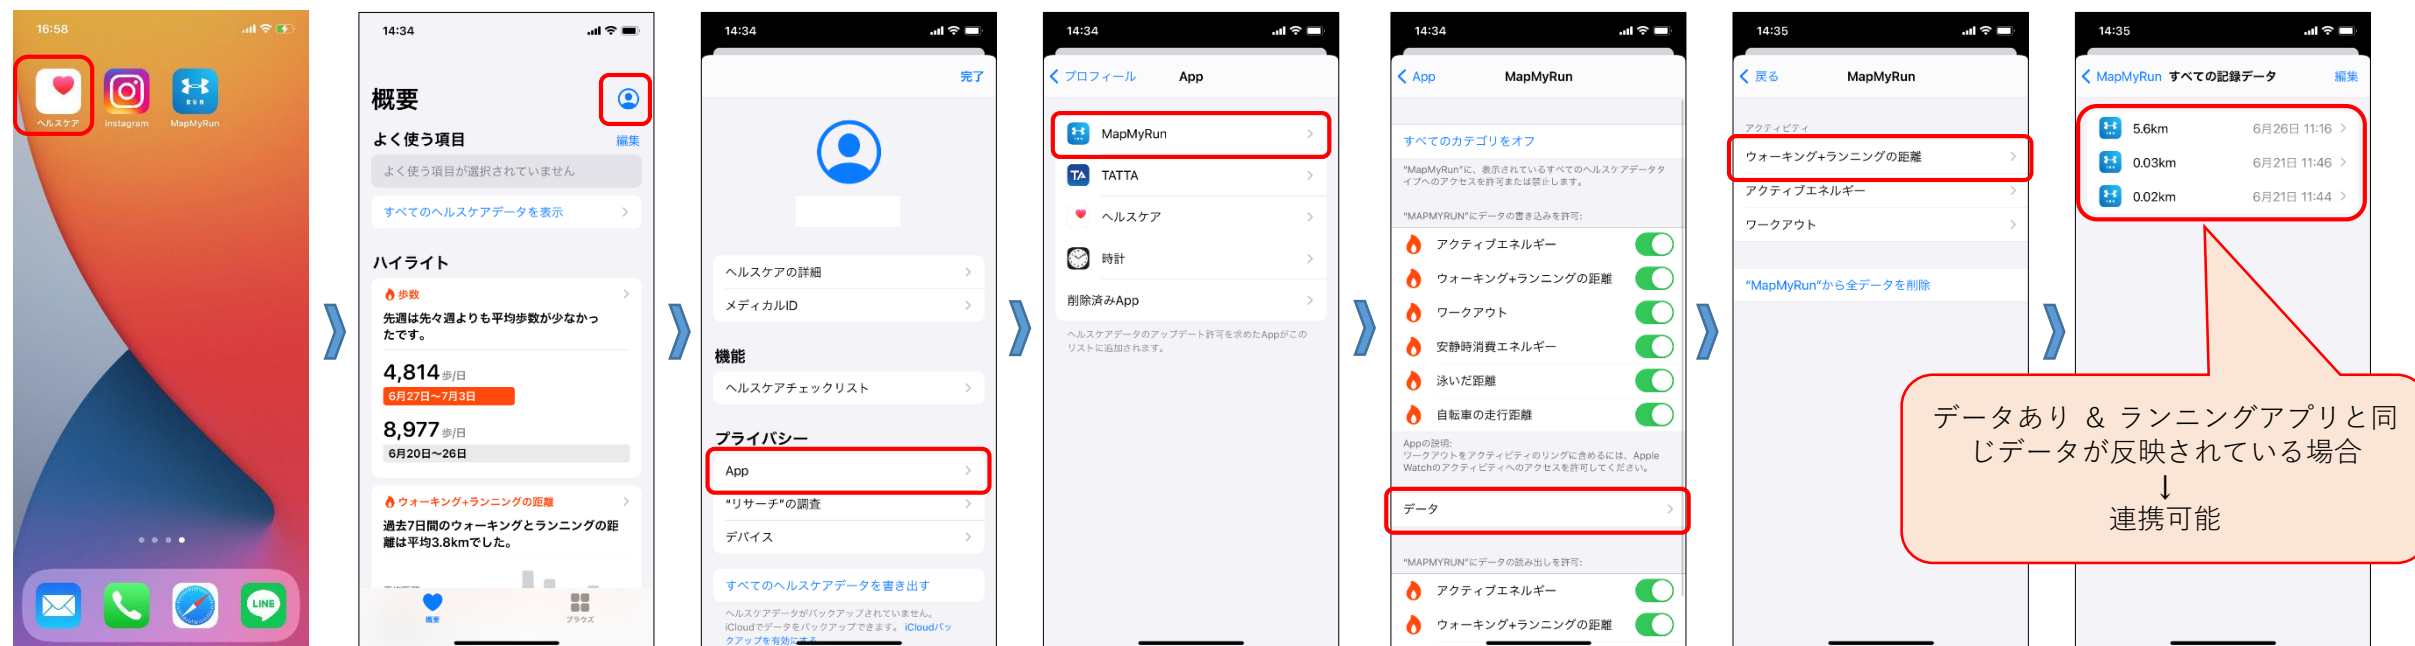 16:58
ヘルスケア
Instagram
MapMyRun
LINE
14:34
概要
よく使う項目
編集
よく使う項目が選択されていません
すべてのヘルスケアデータを表示
ハイライト
歩数
先週は先々週よりも平均歩数が少なかっ
たです。
4,814 歩/日
6月27日〜7月3日
8,977 歩/日
6月20日〜26日
ウォーキング+ランニングの距離
過去7日間のウォーキングとランニングの距
離は平均3.8kmでした。
概要
ブラウズ
14:34
完了
ヘルスケアの詳細
メディカルID
機能
ヘルスケアチェックリスト
プライバシー
App
"リサーチ"の調査
デバイス
すべてのヘルスケアデータを書き出す
ヘルスケアデータがバックアップされていません。
iCloudでデータをバックアップできます。 iCloudバッ
クアップを有効にする
14:34
プロフィール
App
MapMyRun
TATTA
ヘルスケア
時計
削除済みApp
ヘルスケアデータのアップデート許可を求めたAppがこの
リストに追加されます。
14:34
App
MapMyRun
すべてのカテゴリをオフ
"MapMyRun"に、表示されているすべてのヘルスケアデータタ
イプへのアクセスを許可または禁止します。
"MAPMYRUN"にデータの書き込みを許可:
アクティブエネルギー
ウォーキング+ランニングの距離
ワークアウト
安静時消費エネルギー
泳いだ距離
自転車の走行距離
Appの説明:
ワークアウトをアクティビティのリングに含めるには、Apple
Watchのアクティビティへのアクセスを許可してください。
データ
"MAPMYRUN"にデータの読み出しを許可:
アクティブエネルギー
ウォーキング+ランニングの距離
14:35
戻る
MapMyRun
アクティビティ
ウォーキング+ランニングの距離
アクティブエネルギー
ワークアウト
"MapMyRun"から全データを削除
14:35
MapMyRun
すべての記録データ
編集
5.6km
6月26日 11:16
0.03km
6月21日 11:46
0.02km
6月21日 11:44
データあり & ランニングアプリと同
じデータが反映されている場合
↓
連携可能